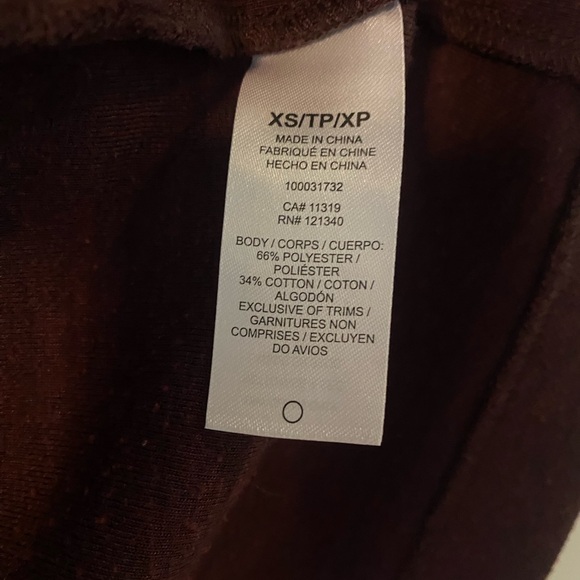 XS/TP/XP
MADE IN CHINA
FABRIQUÉ EN CHINE
HECHO EN CHINA
100031732
CA# 11319
RN# 121340
BODY / CORPS / CUERPO:
66% POLYESTER /
POLIÉSTER
34% COTTON / COTON /
ALGODÓN
EXCLUSIVE OF TRIMS /
GARNITURES NON
COMPRISES / EXCLUYEN
DO AVIOS